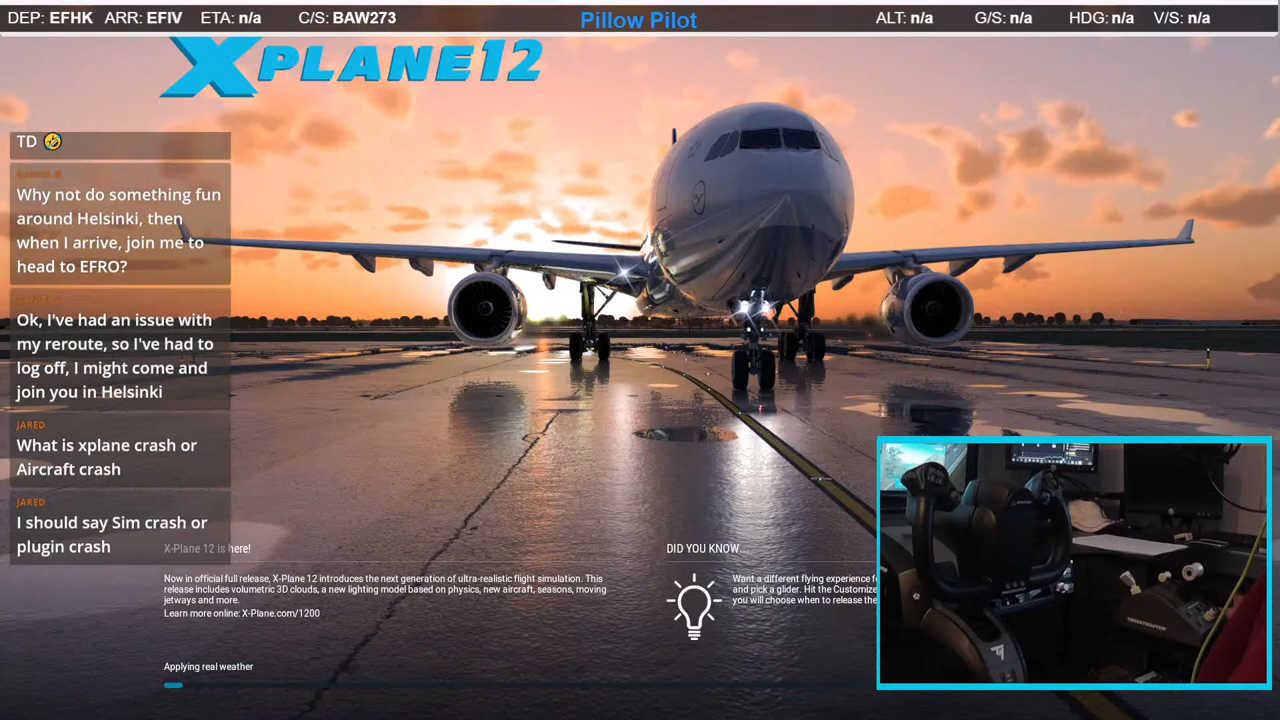 DEP: EFHK ARR: EFIV ETA: n/a C/S: BAW273 Pillow Pilot ALT: n/a G/S: n/a HDG: n/a V/S: n/a
XPLANE12
TD 🤣
Why not do something fun
around Helsinki, then
when I arrive, join me to
head to EFRO?
Ok, I've had an issue with
my reroute, so I've had to
log off, I might come and
join you in Helsinki
JARED
What is xplane crash or
Aircraft crash
JARED
I should say Sim crash or
plugin crash
X-Plane 12 is here!
Now in official full release, X-Plane 12 introduces the next generation of ultra-realistic flight simulation. This
release includes volumetric 3D clouds, a new lighting model based on physics, new aircraft, seasons, moving
jetways and more.
Learn more online: X-Plane.com/1200
DID YOU KNOW...
Want a different flying experience
and pick a glider. Hit the Customize
you will choose when to release the
Applying real weather
THRUSTMASTER